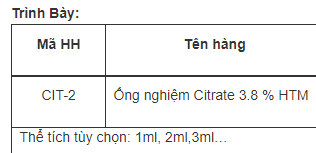 Trình Bày:
Mã HH Tên hàng
CIT-2 Ống nghiệm Citrate 3.8 % HTM
Thể tích tùy chọn: 1ml, 2ml,3ml…